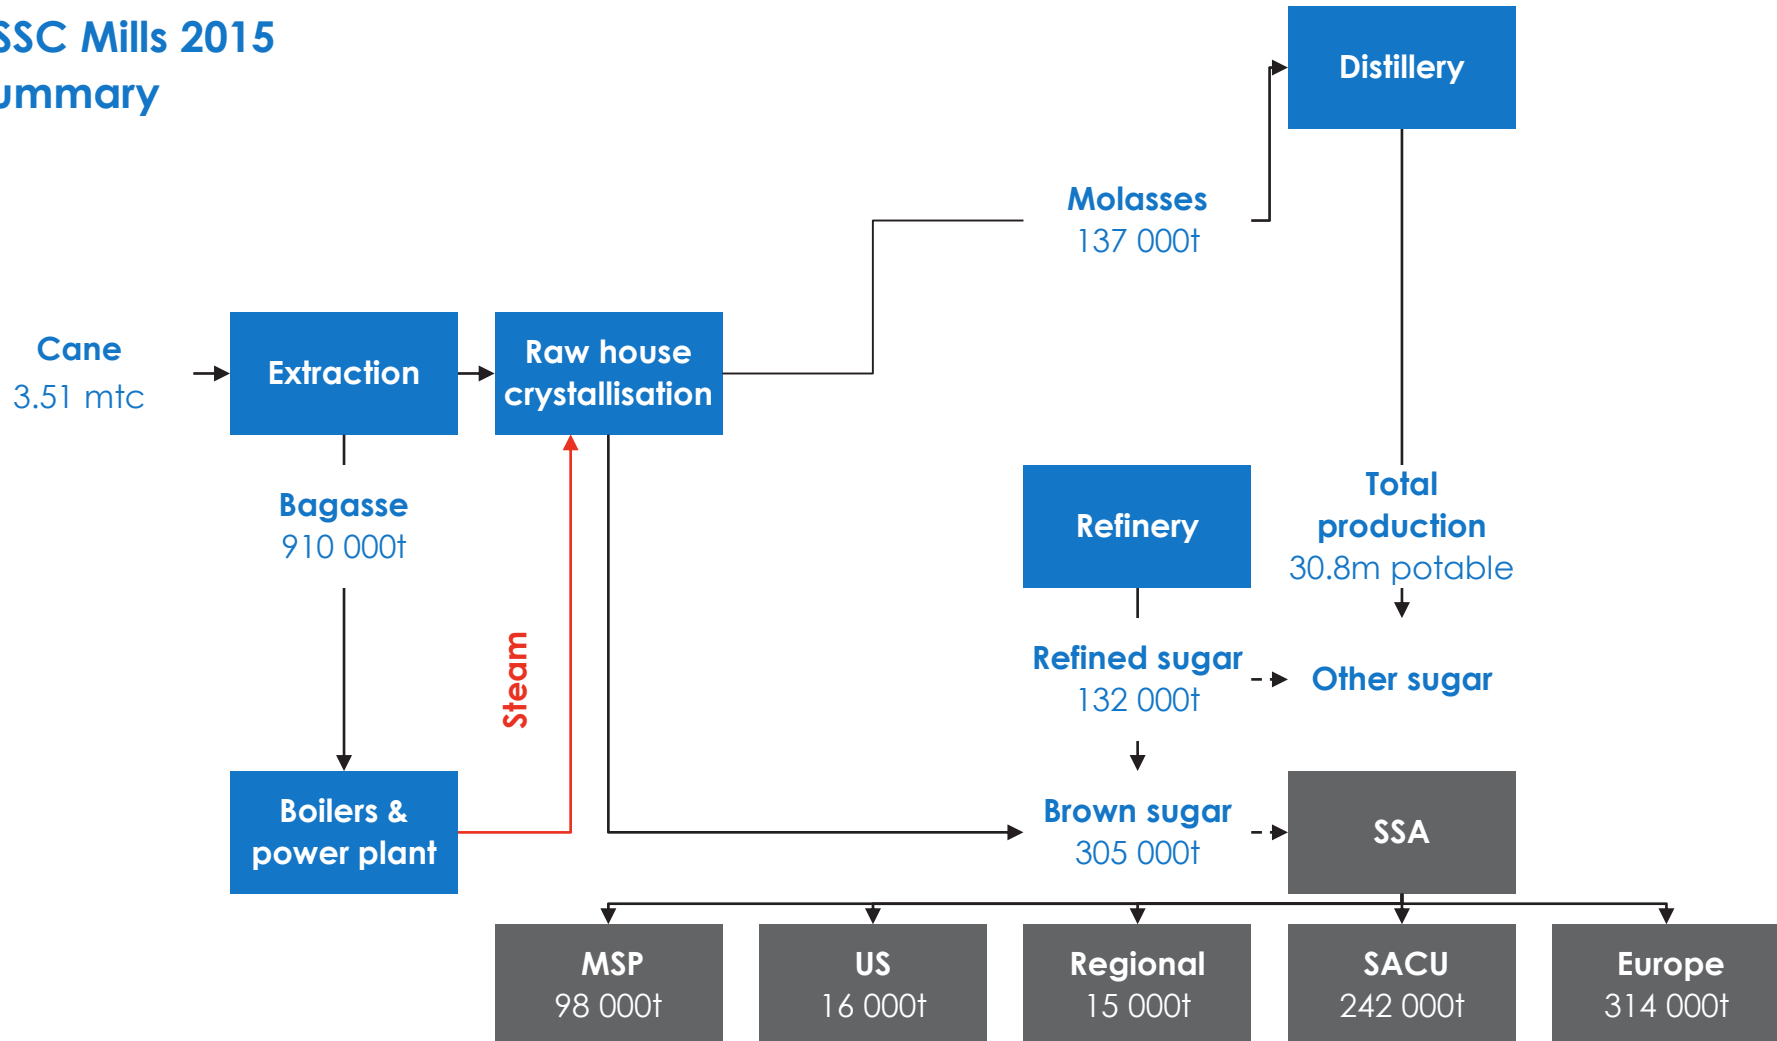 SSC Mills 2015
ummary
Distillery
Molasses
137 000t
Cane
3.51 mtc
Extraction
Raw house
crystallisation
Bagasse
910 000t
Refinery
Total
production
30.8m potable
Steam
Refined sugar
132 000t
Other sugar
Boilers &
power plant
Brown sugar
305 000t
SSA
MSP
98 000t
US
16 000t
Regional
15 000t
SACU
242 000t
Europe
314 000t